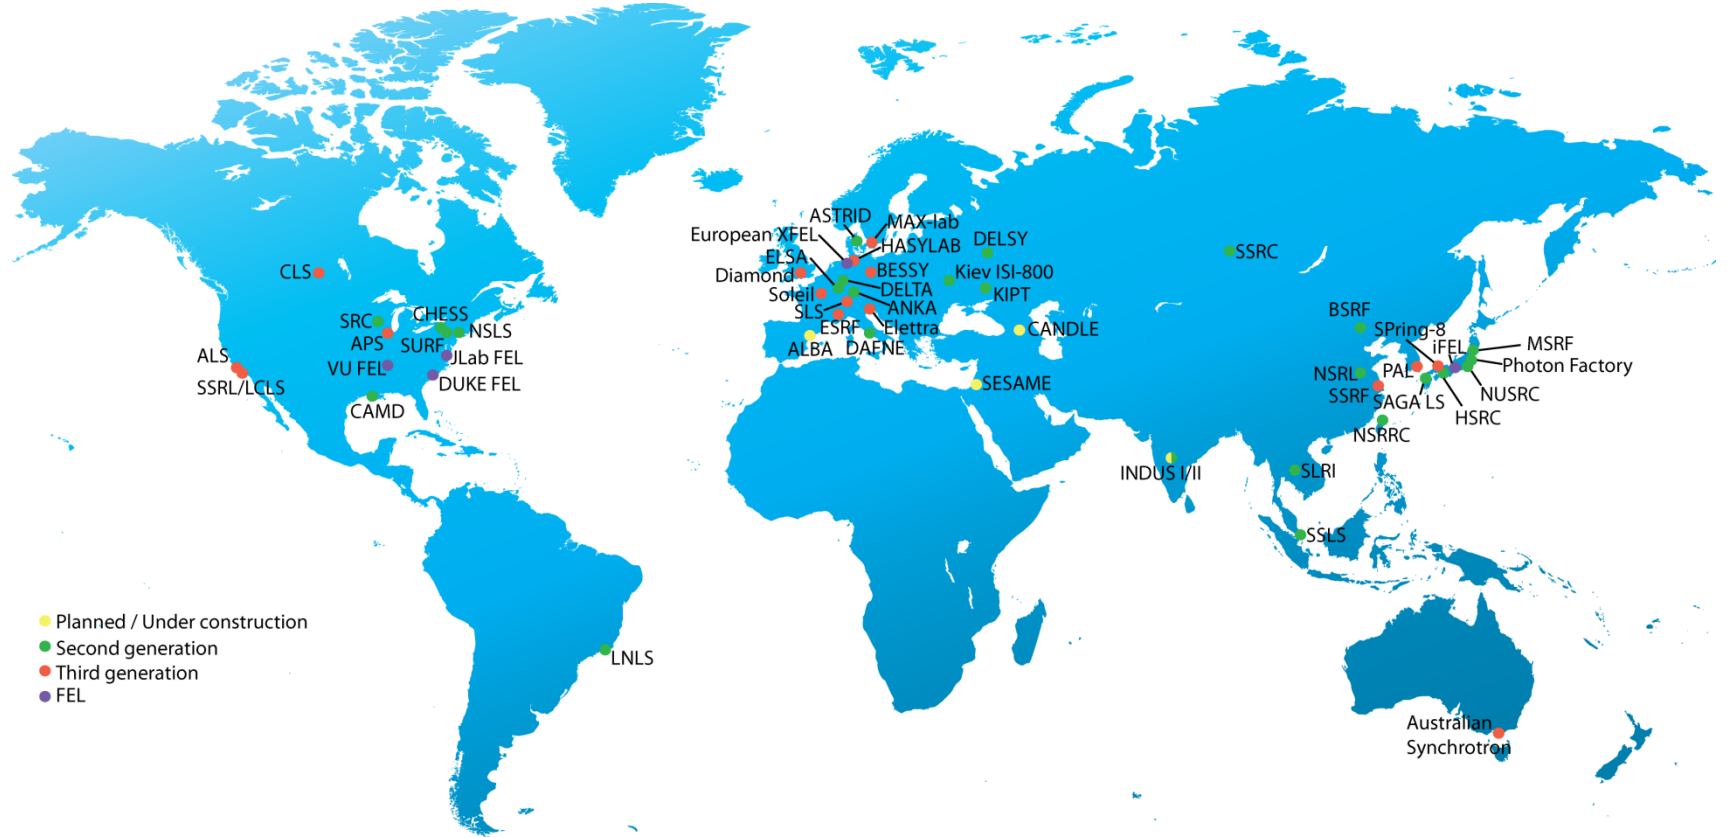 ASTRID
MAX-lab
European XFEL
HASYLAB
DELSY
SSRC
ELSA
CLS
Diamond
BESSY
Kiev ISI-800
DELTA
Soleil
KIPT
ANKA
SLS
BSRF
SRC
CHESS
NSLS
ESRF
Elettra
CANDLE
SPring-8
APS
SURF
ALBA
DAFNE
iFEL
MSRF
ALS
JLab FEL
VU FEL
PAL
Photon Factory
NSRL
SSRL/LCLS
DUKE FEL
SESAME
SSRF
SAGA LS
NUSRC
CAMD
HSRC
NSRRC
INDUS I/II
SLRI
SSLS
Planned / Under construction
Second generation
Third generation
FEL
LNLS
Australian
Synchrotron